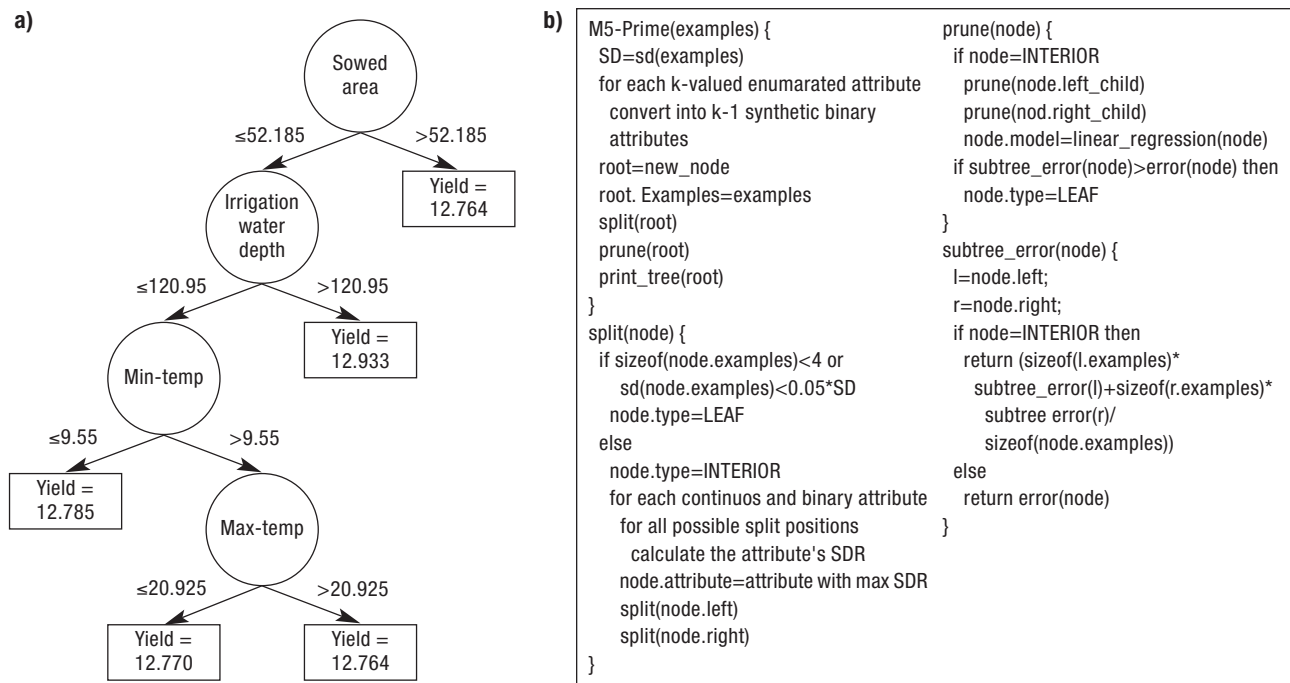 a)
Sowed
area
≤52.185
>52.185
Irrigation
water
depth
Yield =
12.764
≤120.95
>120.95
Min-temp
Yield =
12.933
≤9.55
>9.55
Yield =
12.785
Max-temp
≤20.925
>20.925
Yield =
12.770
Yield =
12.764
b)
M5-Prime(examples) {
SD=sd(examples)
for each k-valued enumarated attribute
convert into k-1 synthetic binary
attributes
root=new_node
root. Examples=examples
split(root)
prune(root)
print_tree(root)
}
split(node) {
if sizeof(node.examples)<4 or
sd(node.examples)<0.05*SD
node.type=LEAF
else
node.type=INTERIOR
for each continuos and binary attribute
for all possible split positions
calculate the attribute's SDR
node.attribute=attribute with max SDR
split(node.left)
split(node.right)
}
prune(node) {
if node=INTERIOR
prune(node.left_child)
prune(nod.right_child)
node.model=linear_regression(node)
if subtree_error(node)>error(node) then
node.type=LEAF
}
subtree_error(node) {
l=node.left;
r=node.right;
if node=INTERIOR then
return (sizeof(l.examples)*
subtree_error(l)+sizeof(r.examples)*
subtree error(r)/
sizeof(node.examples))
else
return error(node)
}